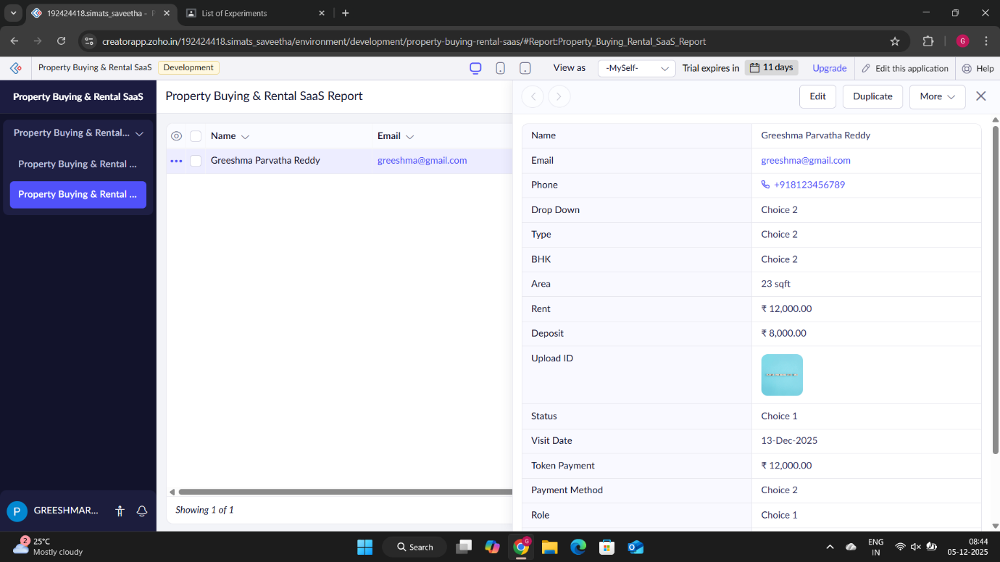 192424418.simats_saveetha -
List of Experiments
creatorapp.zoho.in/192424418.simats_saveetha/environment/development/property-buying-rental-saas/#Report:Property_Buying_Rental_SaaS_Report
G
Property Buying & Rental SaaS
Development
View as
-MySelf-
Trial expires in
11 days
Upgrade
Edit this application
Help
Property Buying & Rental SaaS
Property Buying & Rental SaaS Report
Edit
Duplicate
More
Property Buying & Rental...
Property Buying & Rental ...
Property Buying & Rental ...
Name
Email
Greeshma Parvatha Reddy
greeshma@gmail.com
Name Greeshma Parvatha Reddy
Email greeshma@gmail.com
Phone +918123456789
Drop Down Choice 2
Type Choice 2
BHK Choice 2
Area 23 sqft
Rent ₹ 12,000.00
Deposit ₹ 8,000.00
Upload ID
Status Choice 1
Visit Date 13-Dec-2025
Token Payment ₹ 12,000.00
Payment Method Choice 2
Role Choice 1
Showing 1 of 1
P
GREESHMAR...
2
25°C
Mostly cloudy
Search
G
ENG
IN
08:44
05-12-2025